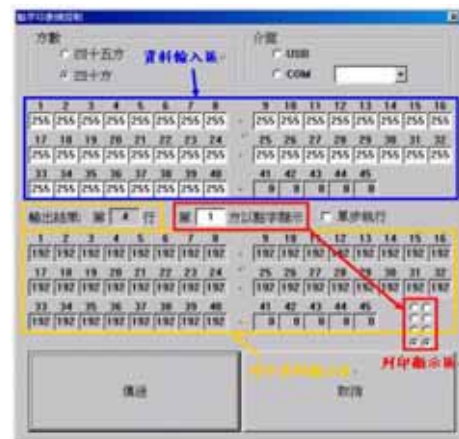 方數
四十五方
四十方
資料輸入區
介面
USB
COM
1 2 3 4 5 6 7 8 9 10 11 12 13 14 15 16
255 255 255 255 255 255 255 255 255 255 255 255 255 255 255 255
17 18 19 20 21 22 23 24 25 26 27 28 29 30 31 32
255 255 255 255 255 255 255 255 255 255 255 255 255 255 255 255
33 34 35 36 37 38 39 40 41 42 43 44 45
255 255 255 255 255 255 255 255 0 0 0 0 0
輸出結果: 第 4 行 第 1 方以點字顯示 單步執行
1 2 3 4 5 6 7 8 9 10 11 12 13 14 15 16
192 192 192 192 192 192 192 192 192 192 192 192 192 192 192 192
17 18 19 20 21 22 23 24 25 26 27 28 29 30 31 32
192 192 192 192 192 192 192 192 192 192 192 192 192 192 192 192
33 34 35 36 37 38 39 40 41 42 43 44 45
192 192 192 192 192 192 192 192 0 0 0 0 0
列印顯示區
傳送
取消